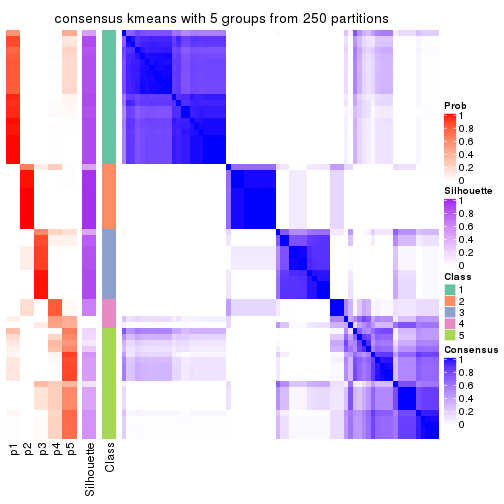 consensus kmeans with 5 groups from 250 partitions
p1
p2
p3
p4
p5
Silhouette
Class
Prob
1
0.8
0.6
0.4
0.2
0
Silhouette
1
0.8
0.6
0.4
0.2
0
Class
1
2
3
4
5
Consensus
1
0.8
0.6
0.4
0.2
0